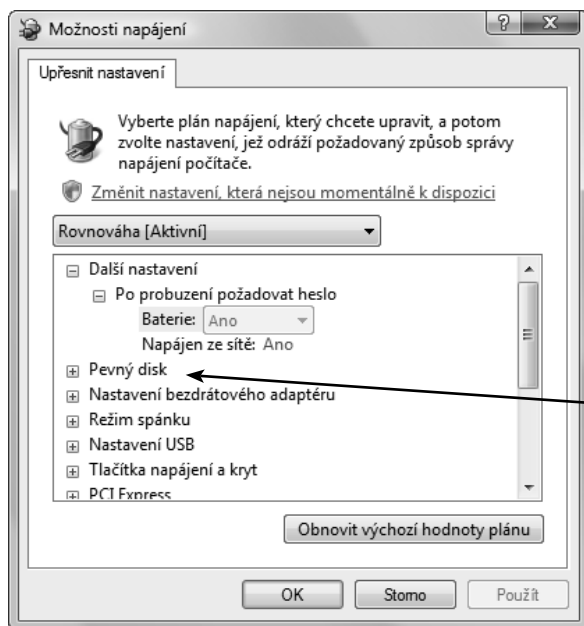 Možnosti napájení
Upřesnit nastavení
Vyberte plán napájení, který chcete upravit, a potom
zvolte nastavení, jež odráží požadovaný způsob správy
napájení počítače.
Změnit nastavení, která nejsou momentálně k dispozici
Rovnováha [Aktivní]
Další nastavení
Po probuzení požadovat heslo
Baterie: Ano
Napájen ze sítě: Ano
Pevný disk
Nastavení bezdrátového adaptéru
Režim spánku
Nastavení USB
Tlačítka napájení a kryt
PCI Express
Obnovit výchozí hodnoty plánu
OK Storno Použít